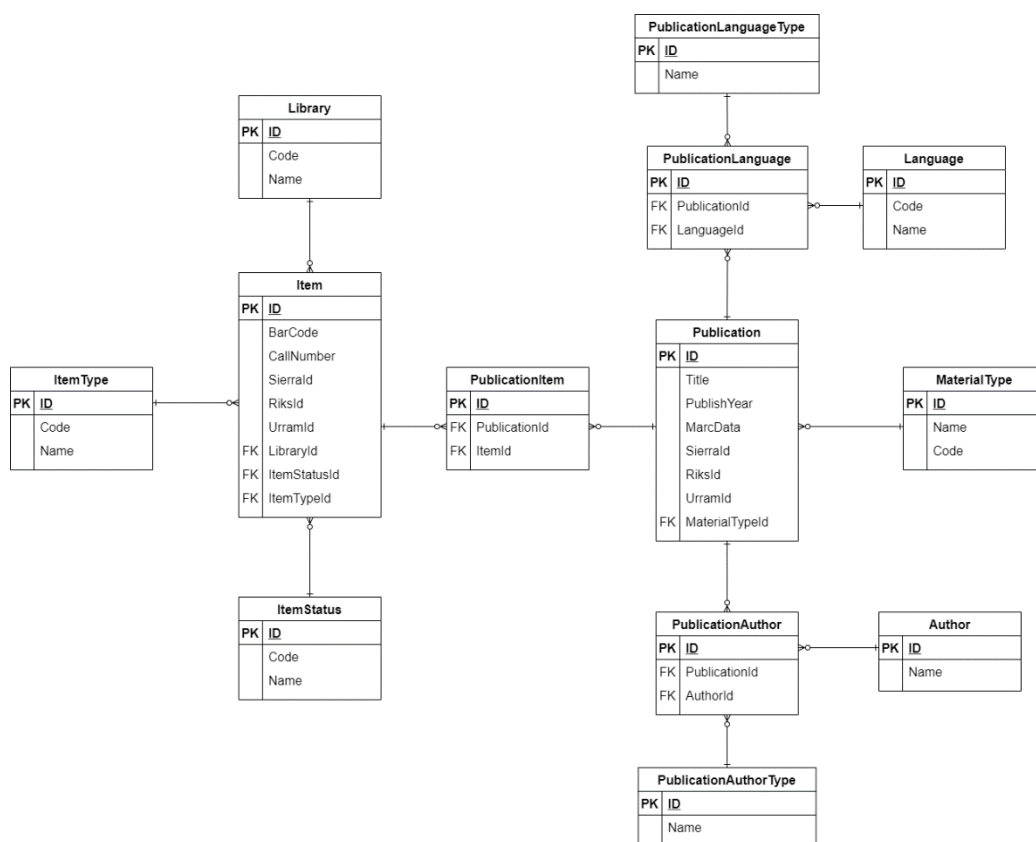 PublicationLanguageType
PK ID
Name
Library
PK ID
Code
Name
PublicationLanguage
PK ID
FK PublicationId
FK LanguageId
Language
PK ID
Code
Name
Item
PK ID
BarCode
CallNumber
SierraId
RiksId
UrramId
FK LibraryId
FK ItemStatusId
FK ItemTypeId
ItemType
PK ID
Code
Name
PublicationItem
PK ID
FK PublicationId
FK ItemId
Publication
PK ID
Title
PublishYear
MarcData
SierraId
RiksId
UrramId
FK MaterialTypeId
MaterialType
PK ID
Name
Code
ItemStatus
PK ID
Code
Name
PublicationAuthor
PK ID
FK PublicationId
FK AuthorId
Author
PK ID
Name
PublicationAuthorType
PK ID
Name